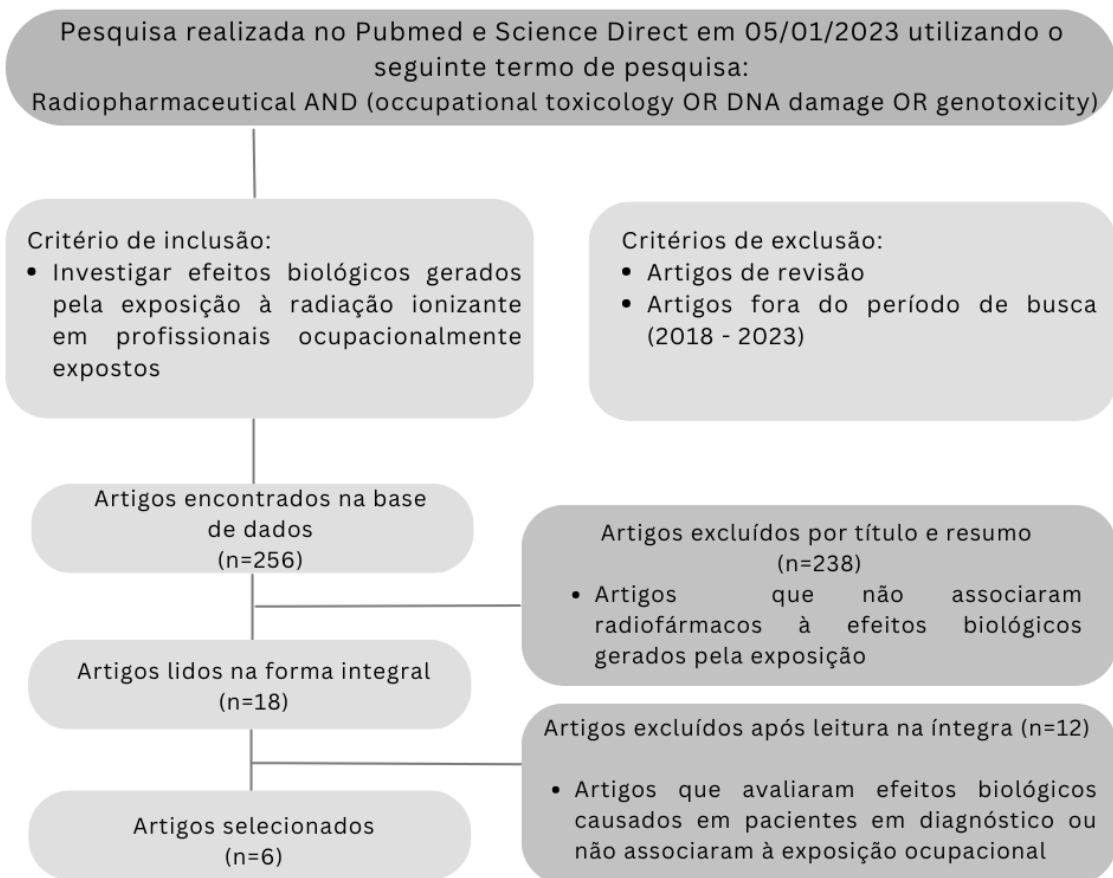 Pesquisa realizada no Pubmed e Science Direct em 05/01/2023 utilizando o
seguinte termo de pesquisa:
Radiopharmaceutical AND (occupational toxicology OR DNA damage OR genotoxicity)
Critério de inclusão:
• Investigar efeitos biológicos gerados
pela exposição à radiação ionizante
em profissionais ocupacionalmente
expostos
Critérios de exclusão:
• Artigos de revisão
• Artigos fora do período de busca
(2018 - 2023)
Artigos encontrados na base
de dados
(n=256)
Artigos excluídos por título e resumo
(n=238)
• Artigos que não associaram
radiofármacos à efeitos biológicos
gerados pela exposição
Artigos lidos na forma integral
(n=18)
Artigos excluídos após leitura na íntegra (n=12)
• Artigos que avaliaram efeitos biológicos
causados em pacientes em diagnóstico ou
não associaram à exposição ocupacional
Artigos selecionados
(n=6)